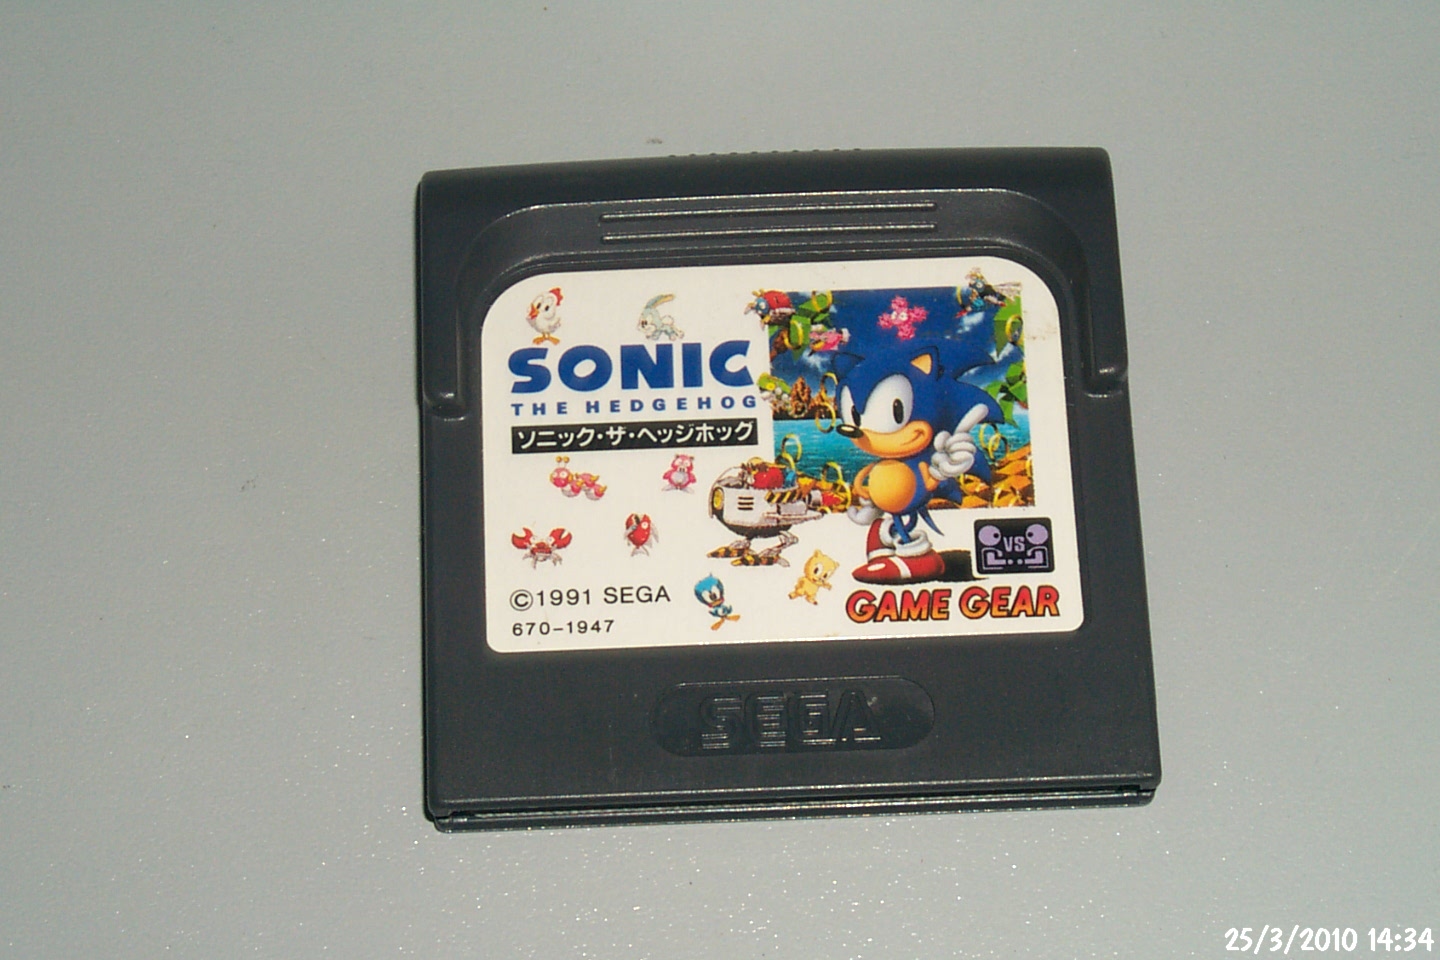 SONIC
THE HEDGEHOG
ソニック・ザ・ヘッジホッグ
VS
©1991 SEGA
670-1947
GAME GEAR
SEGA
25/3/2010 14:34